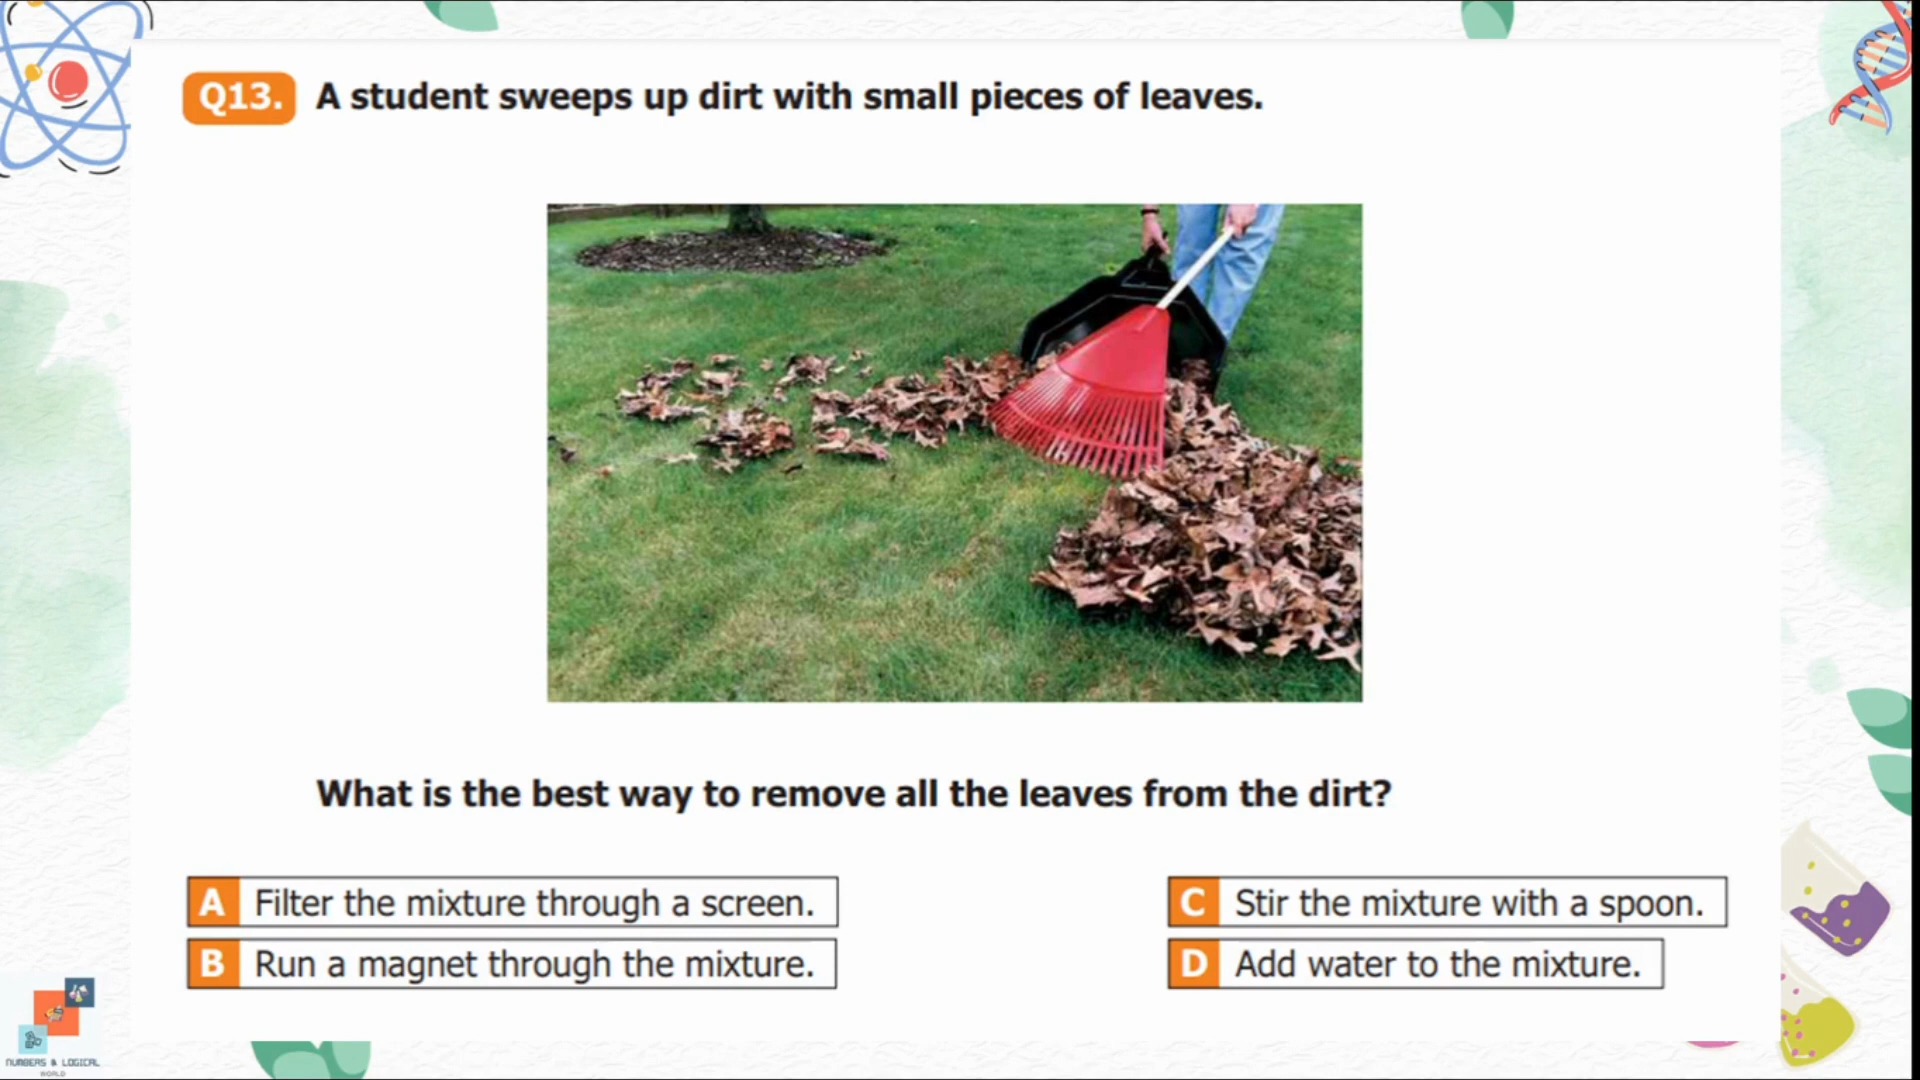 Q13. A student sweeps up dirt with small pieces of leaves.
What is the best way to remove all the leaves from the dirt?
A Filter the mixture through a screen.
B Run a magnet through the mixture.
C Stir the mixture with a spoon.
D Add water to the mixture.
NUMBERS & LOGICAL
WORLD